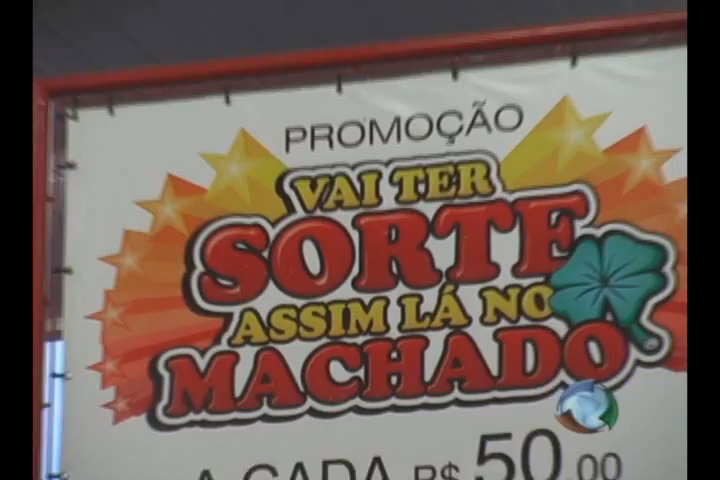 PROMOÇÃO
VAI TER
SORTE
ASSIM LÁ NO
MACHADO
A CADA R$ 50,00